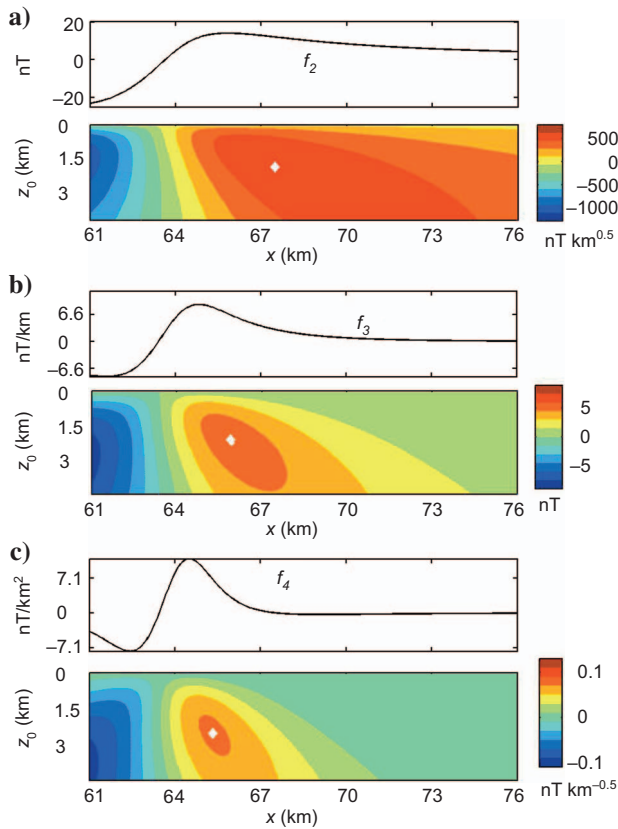 a)
20
0
−20
nT
f2
0
1.5
3
z0 (km)
61 64 67 70 73 76
x (km)
500
0
−500
−1000
nT km^0.5
b)
6.6
0
−6.6
nT/km
f3
0
1.5
3
z0 (km)
61 64 67 70 73 76
x (km)
5
0
−5
nT
c)
7.1
0
−7.1
nT/km²
f4
0
1.5
3
z0 (km)
61 64 67 70 73 76
x (km)
0.1
0
−0.1
nT km^−0.5